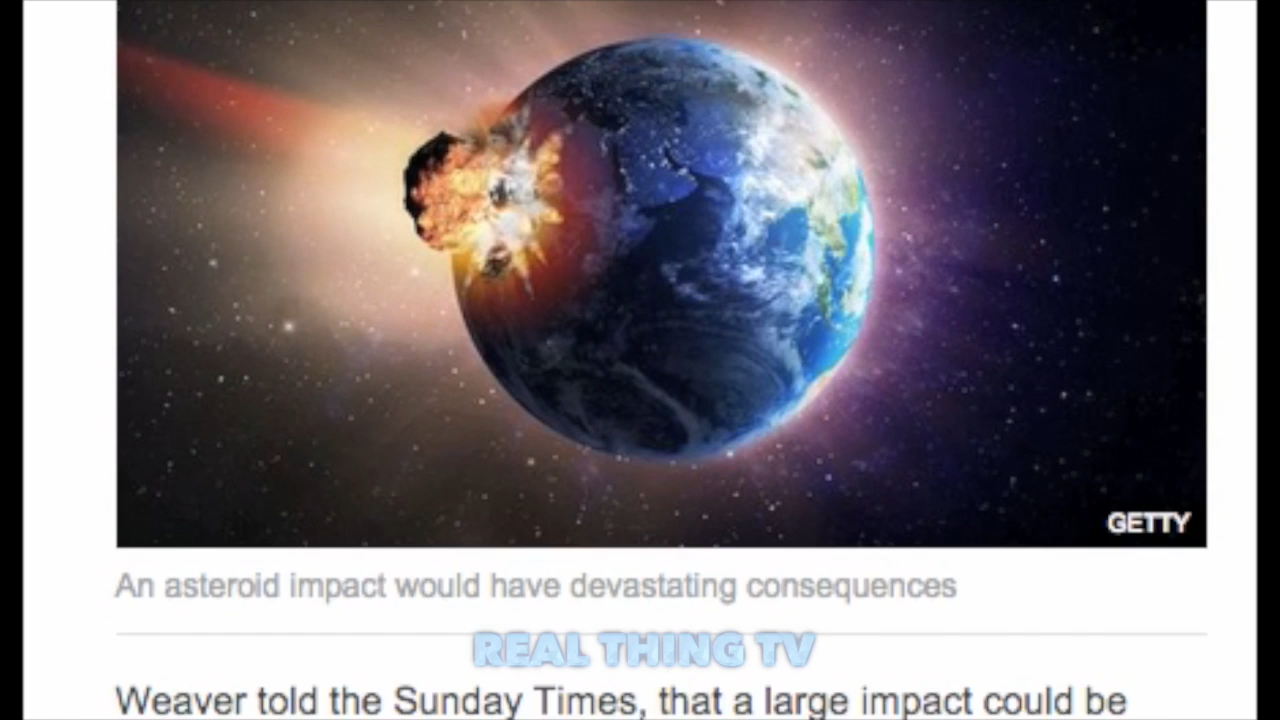 GETTY
An asteroid impact would have devastating consequences
REAL THING TV
Weaver told the Sunday Times, that a large impact could be